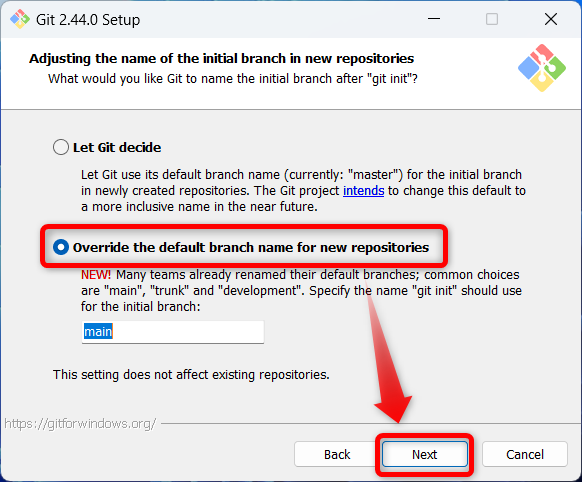 Git 2.44.0 Setup
Adjusting the name of the initial branch in new repositories
What would you like Git to name the initial branch after "git init"?
Let Git decide
Let Git use its default branch name (currently: "master") for the initial branch
in newly created repositories. The Git project intends to change this default to
a more inclusive name in the near future.
Override the default branch name for new repositories
NEW! Many teams already renamed their default branches; common choices
are "main", "trunk" and "development". Specify the name "git init" should use
for the initial branch:
main
This setting does not affect existing repositories.
https://gitforwindows.org/
Back
Next
Cancel